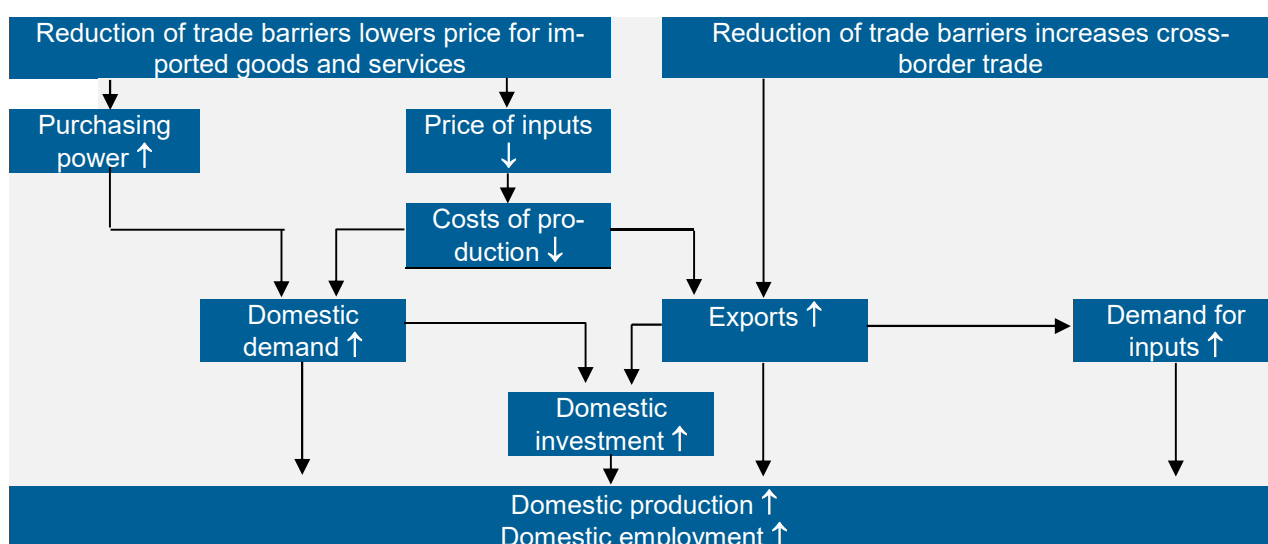 Reduction of trade barriers lowers price for im-
ported goods and services
Reduction of trade barriers increases cross-
border trade
Purchasing
power ↑
Price of inputs
↓
Costs of pro-
duction ↓
Domestic
demand ↑
Exports ↑
Demand for
inputs ↑
Domestic
investment ↑
Domestic production ↑
Domestic employment ↑